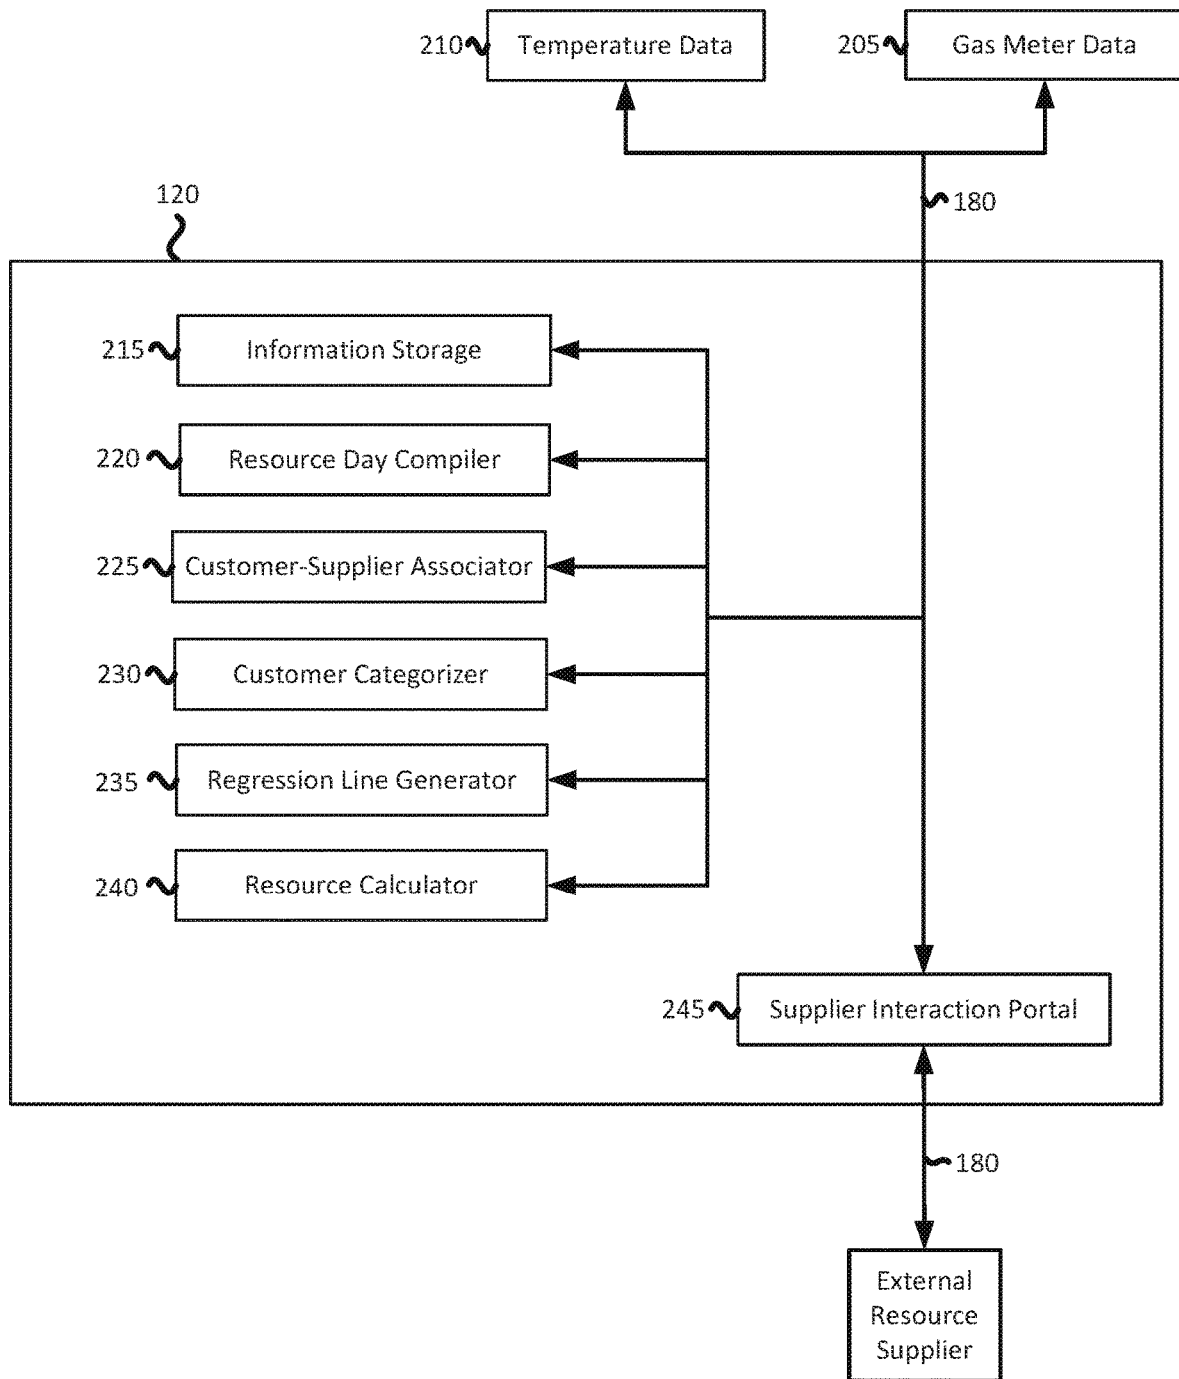 210 Temperature Data
205 Gas Meter Data
180
120
215 Information Storage
220 Resource Day Compiler
225 Customer-Supplier Associator
230 Customer Categorizer
235 Regression Line Generator
240 Resource Calculator
245 Supplier Interaction Portal
180
External
Resource
Supplier